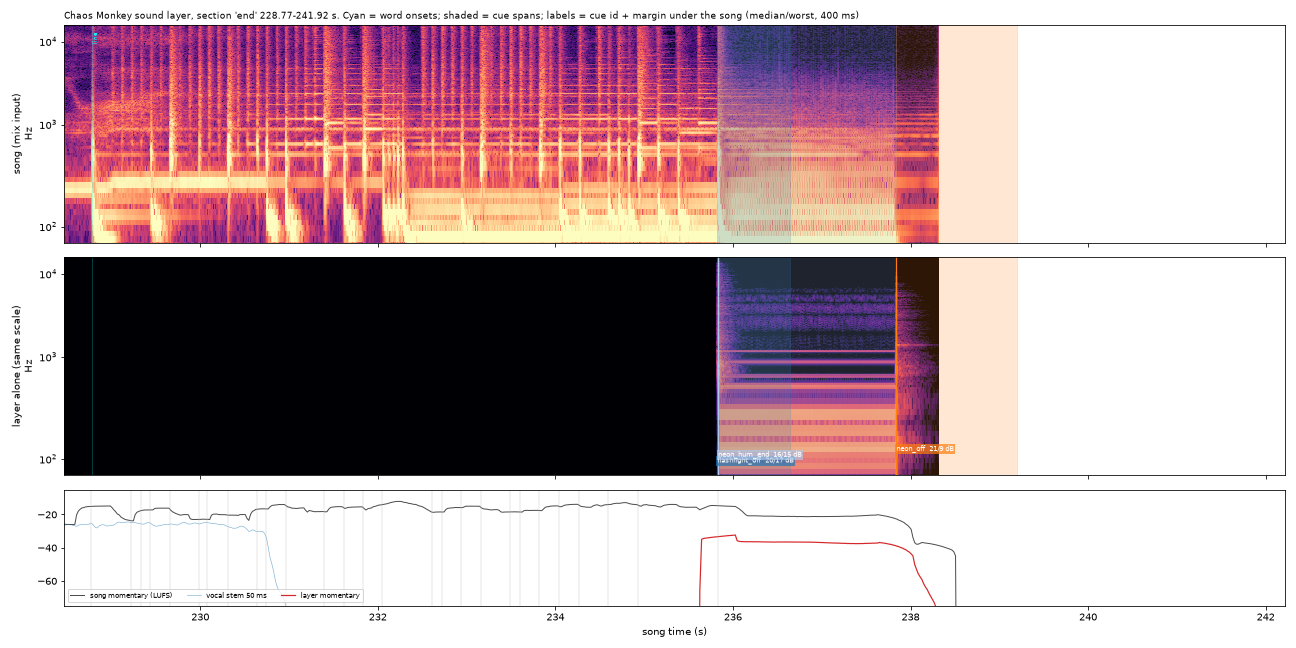 Chaos Monkey sound layer, section 'end' 228.77-241.92 s. Cyan = word onsets; shaded = cue spans; labels = cue id + margin under the song (median/worst, 400 ms)
song (mix input)
Hz
10⁴
10³
10²
layer alone (same scale)
Hz
10⁴
10³
10²
neon_hum_end 16/15 dB
neon_off 21/9 dB
−20
−40
−60
song momentary (LUFS)
vocal stem 50 ms
layer momentary
230
232
234
236
238
240
242
song time (s)